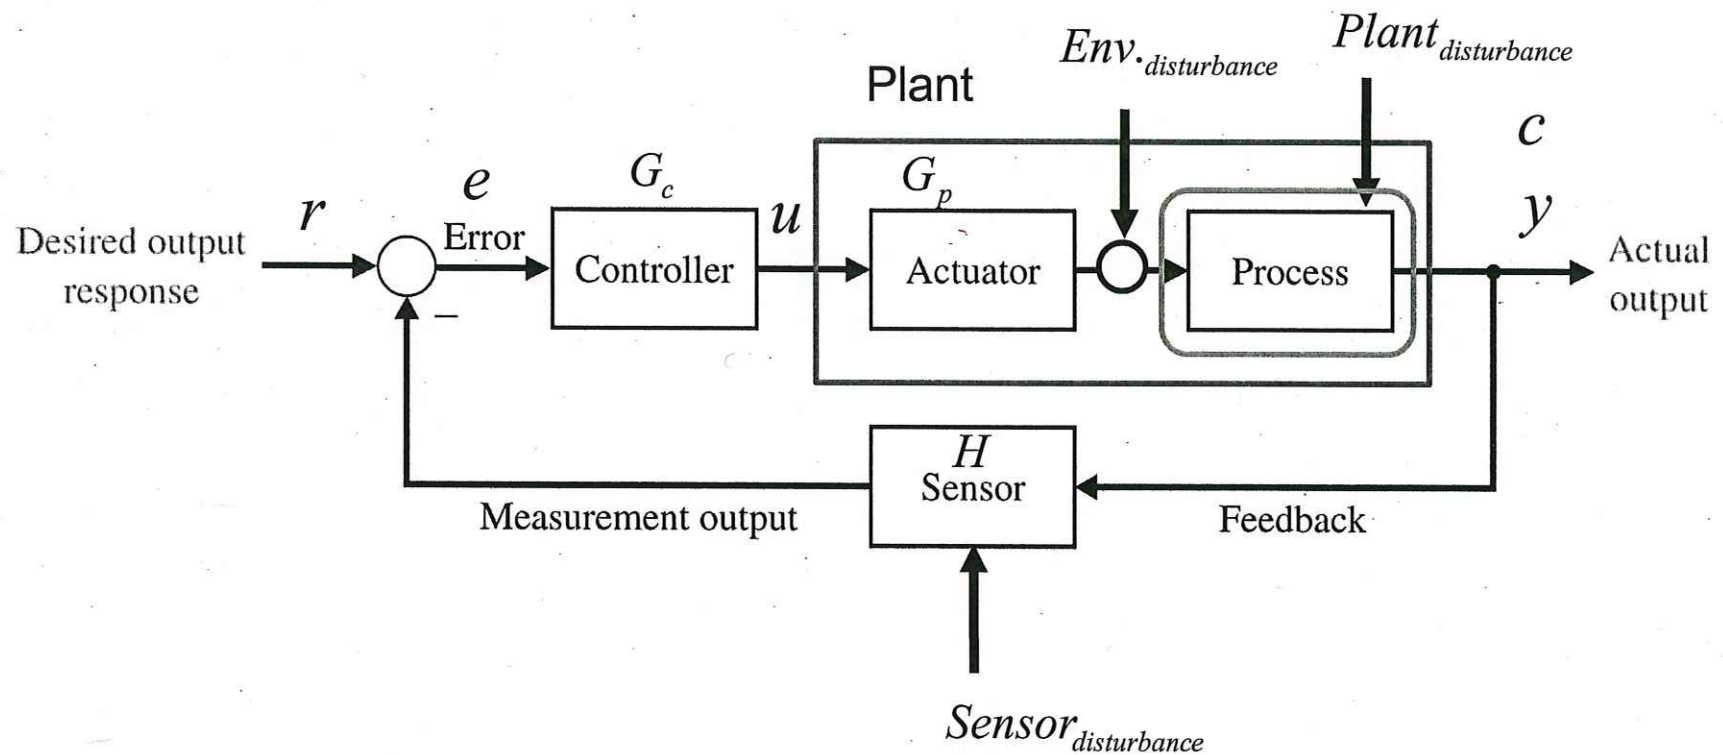 Env.disturbance
Plantdisturbance
Plant
c
Gc
Gp
e
r
u
y
Error
Desired output
response
Controller
Actuator
Process
Actual
output
–
H
Sensor
Measurement output
Feedback
Sensordisturbance